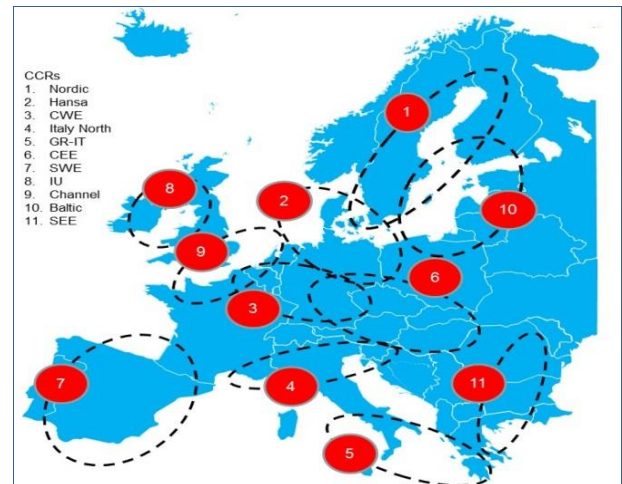 CCRs
1. Nordic
2. Hansa
3. CWE
4. Italy North
5. GR-IT
6. CEE
7. SWE
8. IU
9. Channel
10. Baltic
11. SEE
1
2
8
10
9
6
3
7
4
11
5